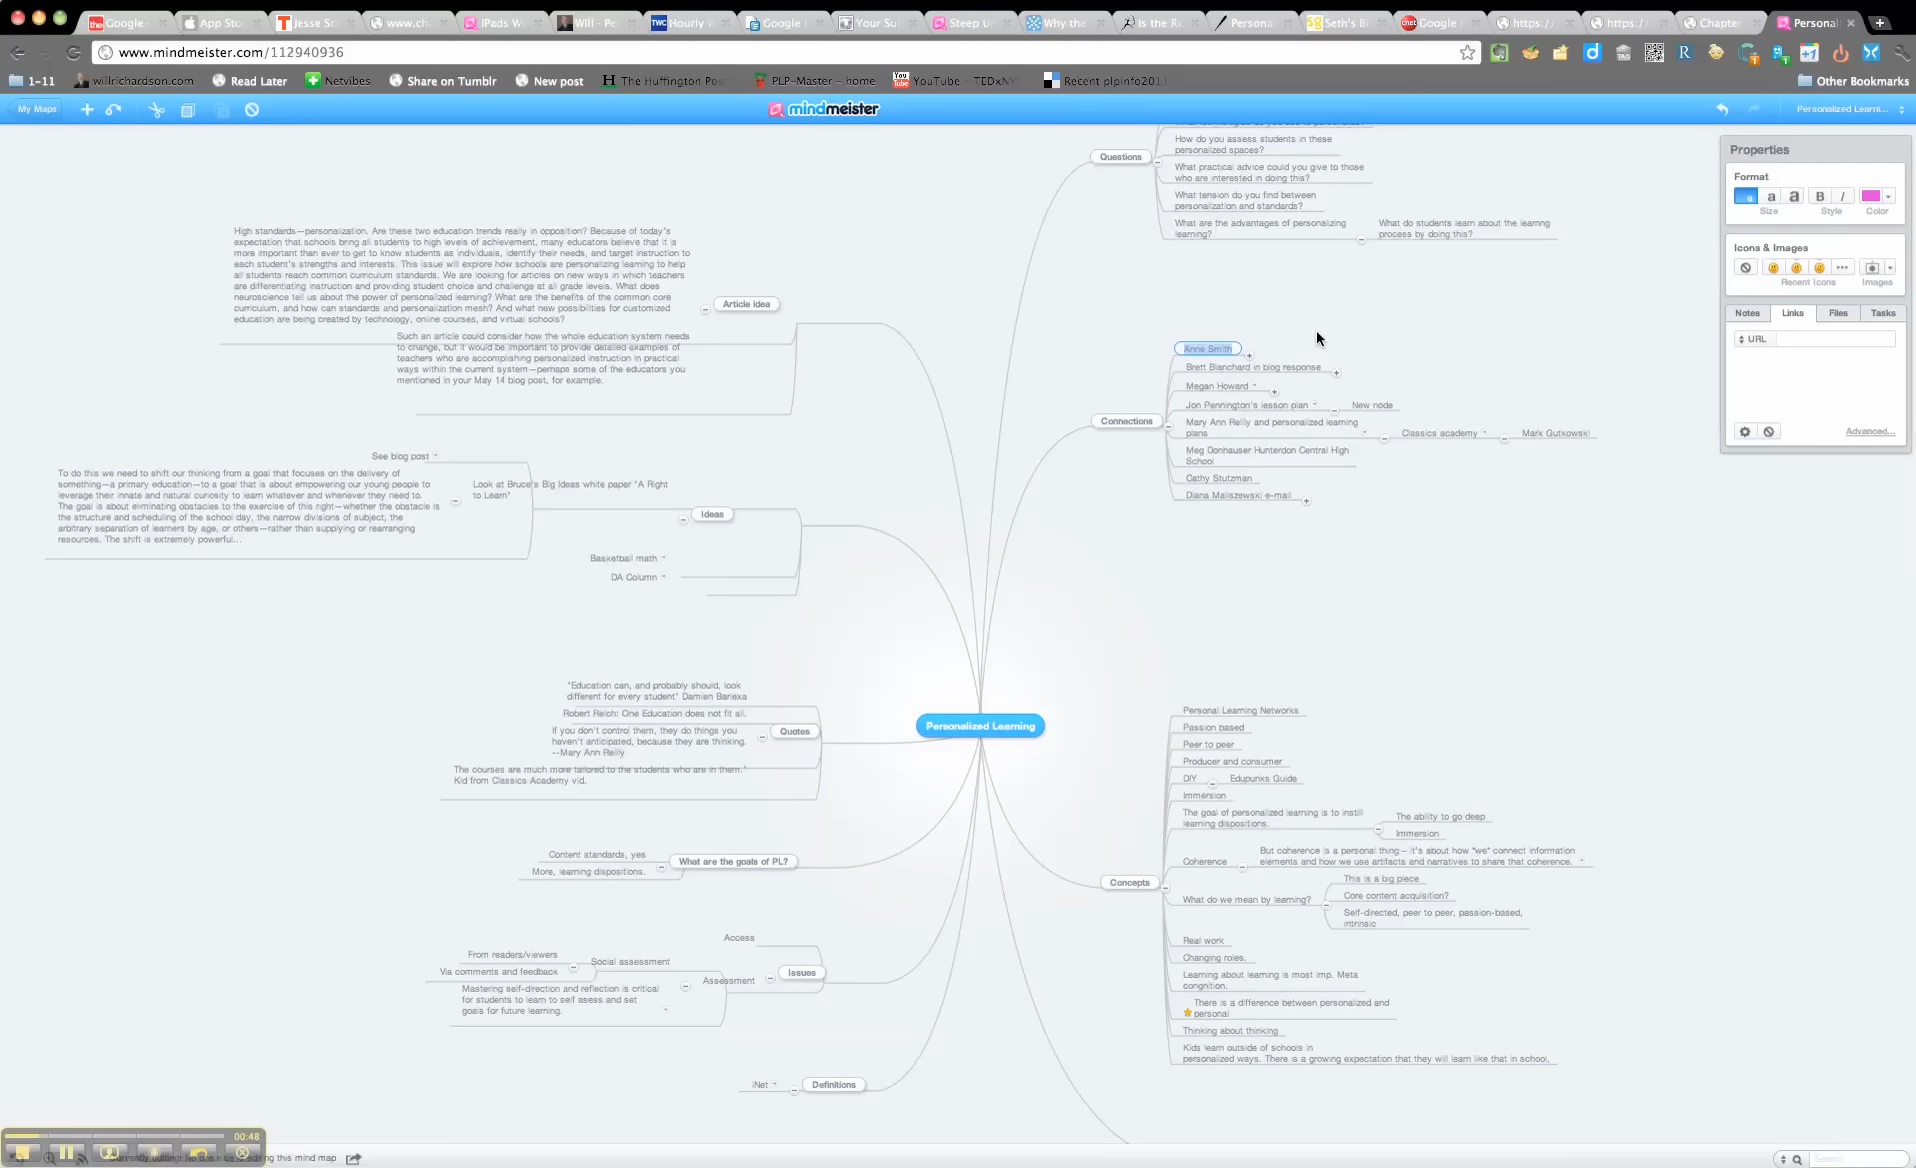 Google-
App Sto
Jesse Sc
www.ch
IPads W
Will - Pe
Hourly W
Google
Your Su
Steep U
Why the
Is the R
Persona
Seth's B
Google
https:/
https:/
Chapter
Personal
www.mindmeister.com/112940936
1-11
willrichardson.com
Read Later
Netvibes
Share on Tumblr
New post
The Huffington Pos
PLP-Master – home
YouTube - TEDxNY
Recent plpinfo2011
Other Bookmarks
My Maps
mindmeister
Personalized Learni...
Questions
How do you assess students in these
personalized spaces?
What practical advice could you give to those
who are interested in doing this?
What tension do you find between
personalization and standards?
What are the advantages of personalizing
learning?
What do students learn about the learnng
process by doing this?
Properties
Format
a a a B I
Size Style Color
Icons & Images
Recent Icons Images
Notes Links Files Tasks
URL
Advanced...
High standards—personalization. Are these two education trends really in opposition? Because of today's
expectation that schools bring all students to high levels of achievement, many educators believe that it is
more important than ever to get to know students as individuals, identify their needs, and target instruction to
each student's strengths and interests. This issue will explore how schools are personalizing learning to help
all students reach common curriculum standards. We are looking for articles on new ways in which teachers
are differentiating instruction and providing student choice and challenge at all grade levels. What does
neuroscience tell us about the power of personalized learning? What are the benefits of the common core
curriculum, and how can standards and personalization mesh? And what new possibilities for customized
education are being created by technology, online courses, and virtual schools?
Article idea
Such an article could consider how the whole education system needs
to change, but it would be important to provide detailed examples of
teachers who are accomplishing personalized instruction in practical
ways within the current system—perhaps some of the educators you
mentioned in your May 14 blog post, for example.
Anne Smith
Brett Blanchard in blog response
Megan Howard
Connections
Jon Pennington's lesson plan
New node
Mary Ann Reilly and personalized learning
plans
Classics academy
Mark Gutkowski
Meg Donhauser Hunterdon Central High
School
Cathy Stutzman
Diana Maliszewski e-mail
See blog post
To do this we need to shift our thinking from a goal that focuses on the delivery of
something—a primary education—to a goal that is about empowering our young people to
leverage their innate and natural curiosity to learn whatever and whenever they need to.
The goal is about eliminating obstacles to the exercise of this right—whether the obstacle is
the structure and scheduling of the school day, the narrow divisions of subject, the
arbitrary separation of learners by age, or others—rather than supplying or rearranging
resources. The shift is extremely powerful...
Look at Bruce's Big Ideas white paper "A Right
to Learn"
Ideas
Basketball math
DA Column
"Education can, and probably should, look
different for every student" Damien Bariexa
Robert Reich: One Education does not fit all.
If you don't control them, they do things you
haven't anticipated, because they are thinking.
--Mary Ann Reilly
Quotes
The courses are much more tailored to the students who are in them."
Kid from Classics Academy vid.
Personalized Learning
Content standards, yes
More, learning dispositions.
What are the goals of PL?
Access
From readers/viewers
Via comments and feedback
Social assessment
Assessment
Issues
Mastering self-direction and reflection is critical
for students to learn to self assess and set
goals for future learning.
iNet
Definitions
Personal Learning Networks
Passion based
Peer to peer
Producer and consumer
DIY
Edupunks Guide
Immersion
The goal of personalized learning is to instill
learning dispositions.
The ability to go deep
Immersion
Coherence
But coherence is a personal thing – it's about how *we* connect information
elements and how we use artifacts and narratives to share that coherence.
Concepts
What do we mean by learning?
This is a big piece
Core content acquisition?
Self-directed, peer to peer, passion-based,
intrinsic
Real work
Changing roles.
Learning about learning is most imp. Meta
congnition.
There is a difference between personalized and
personal
Thinking about thinking
Kids learn outside of schools in
personalized ways. There is a growing expectation that they will learn like that in school,
00:48
this mind map